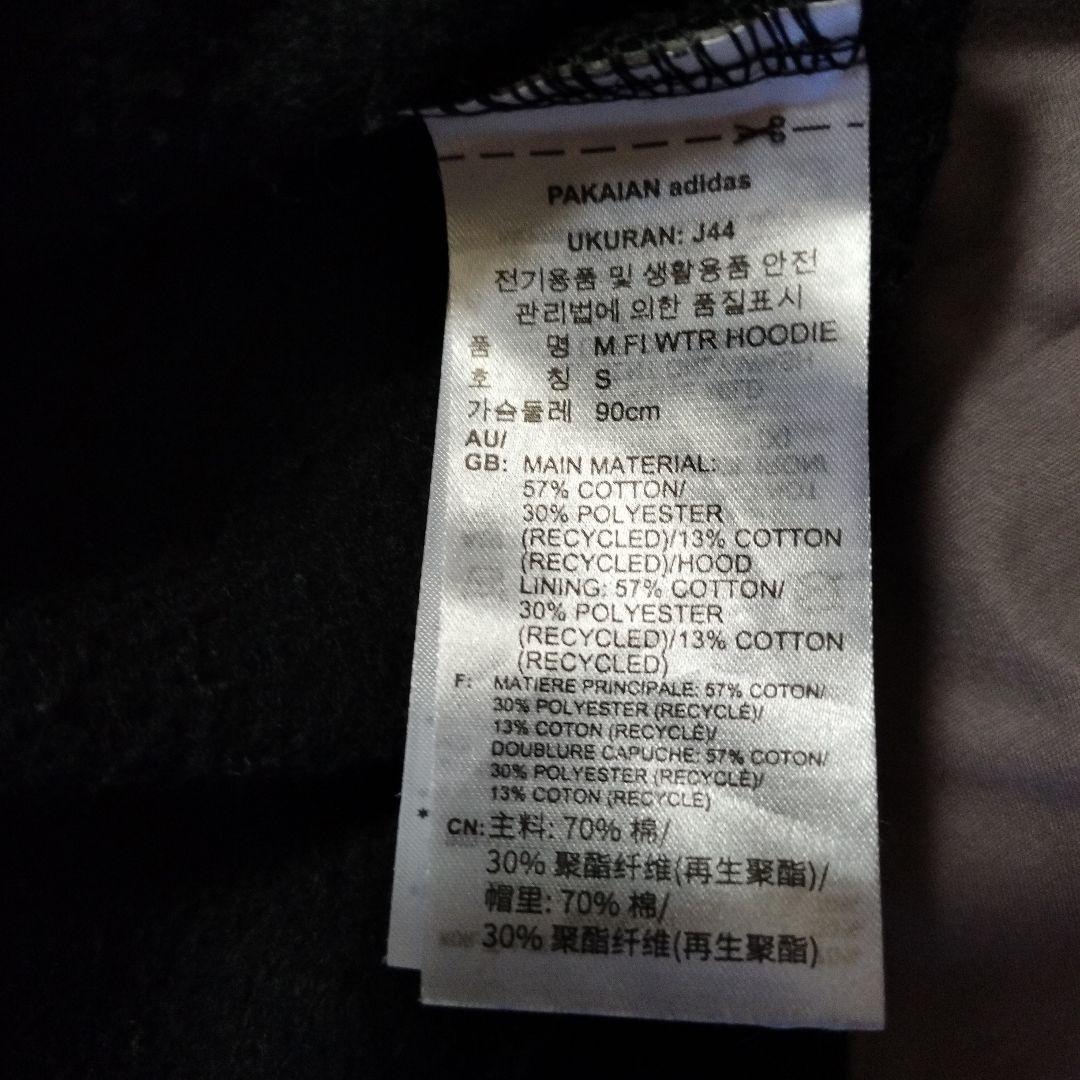 PAKAIAN adidas
UKURAN: J44
전기용품 및 생활용품 안전
관리법에 의한 품질표시
품 명 M FI WTR HOODIE
호 칭 S
가슴둘레 90cm
AU/
GB: MAIN MATERIAL:
57% COTTON/
30% POLYESTER
(RECYCLED)/13% COTTON
(RECYCLED)/HOOD
LINING: 57% COTTON/
30% POLYESTER
(RECYCLED)/13% COTTON
(RECYCLED)
F: MATIÈRE PRINCIPALE: 57% COTON/
30% POLYESTER (RECYCLÉ)/
13% COTON (RECYCLÉ)/
DOUBLURE CAPUCHE: 57% COTON/
30% POLYESTER (RECYCLÉ)/
13% COTON (RECYCLÉ)
* CN: 主料: 70% 棉/
30% 聚酯纤维(再生聚酯)/
帽里: 70% 棉/
30% 聚酯纤维(再生聚酯)